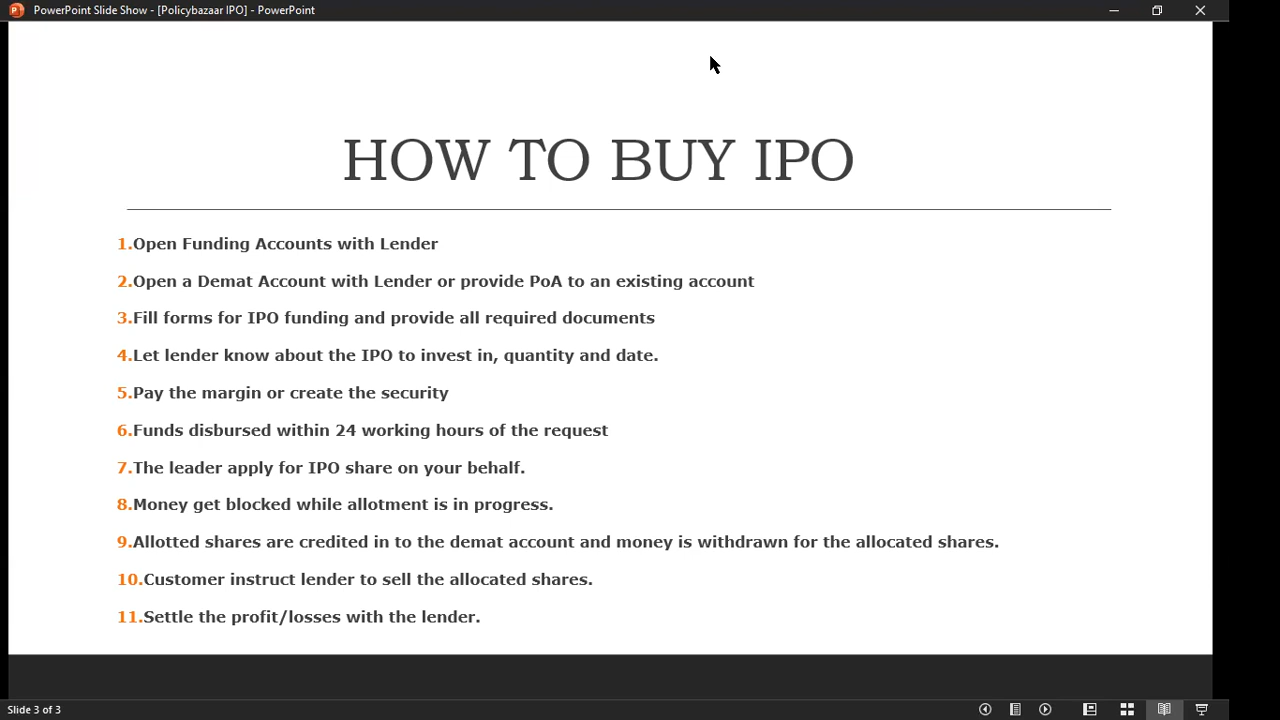 PowerPoint Slide Show - [Policybazaar IPO] - PowerPoint
HOW TO BUY IPO
1.Open Funding Accounts with Lender
2.Open a Demat Account with Lender or provide PoA to an existing account
3.Fill forms for IPO funding and provide all required documents
4.Let lender know about the IPO to invest in, quantity and date.
5.Pay the margin or create the security
6.Funds disbursed within 24 working hours of the request
7.The leader apply for IPO share on your behalf.
8.Money get blocked while allotment is in progress.
9.Allotted shares are credited in to the demat account and money is withdrawn for the allocated shares.
10.Customer instruct lender to sell the allocated shares.
11.Settle the profit/losses with the lender.
Slide 3 of 3